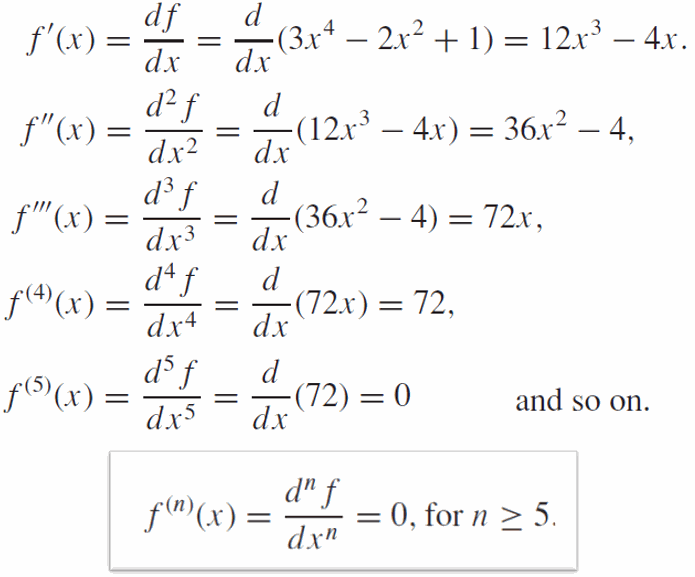 f′(x) = df/dx = d/dx (3x⁴ − 2x² + 1) = 12x³ − 4x.
f″(x) = d²f/dx² = d/dx (12x³ − 4x) = 36x² − 4,
f‴(x) = d³f/dx³ = d/dx (36x² − 4) = 72x,
f⁽⁴⁾(x) = d⁴f/dx⁴ = d/dx (72x) = 72,
f⁽⁵⁾(x) = d⁵f/dx⁵ = d/dx (72) = 0 and so on.
f⁽ⁿ⁾(x) = dⁿf/dxⁿ = 0, for n ≥ 5.